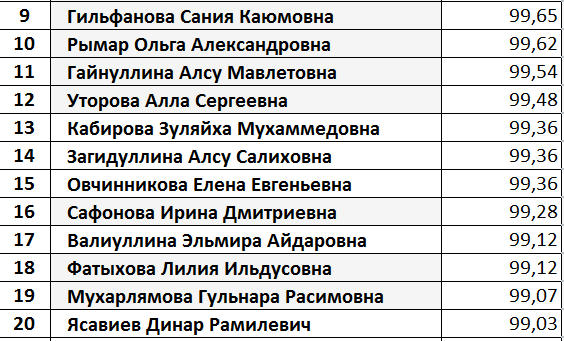 9 Гильфанова Сания Каюмовна 99,65
10 Рымар Ольга Александровна 99,62
11 Гайнуллина Алсу Мавлетовна 99,54
12 Уторова Алла Сергеевна 99,48
13 Кабирова Зуляйха Мухаммедовна 99,36
14 Загидуллина Алсу Салиховна 99,36
15 Овчинникова Елена Евгеньевна 99,36
16 Сафонова Ирина Дмитриевна 99,28
17 Валиуллина Эльмира Айдаровна 99,12
18 Фатыхова Лилия Ильдусовна 99,12
19 Мухарлямова Гульнара Расимовна 99,07
20 Ясавиев Динар Рамилевич 99,03